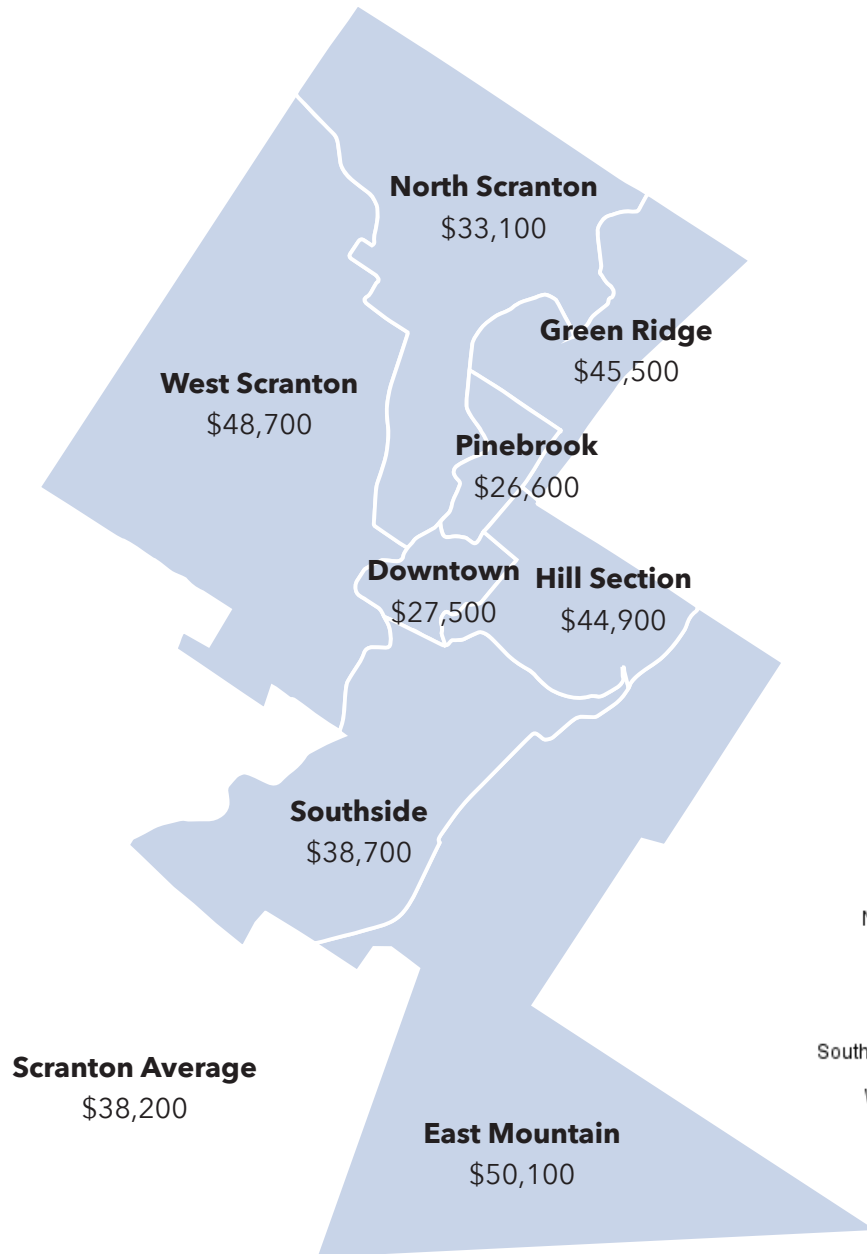 North Scranton
$33,100
Green Ridge
$45,500
West Scranton
$48,700
Pinebrook
$26,600
Downtown
$27,500
Hill Section
$44,900
Southside
$38,700
Scranton Average
$38,200
East Mountain
$50,100
South